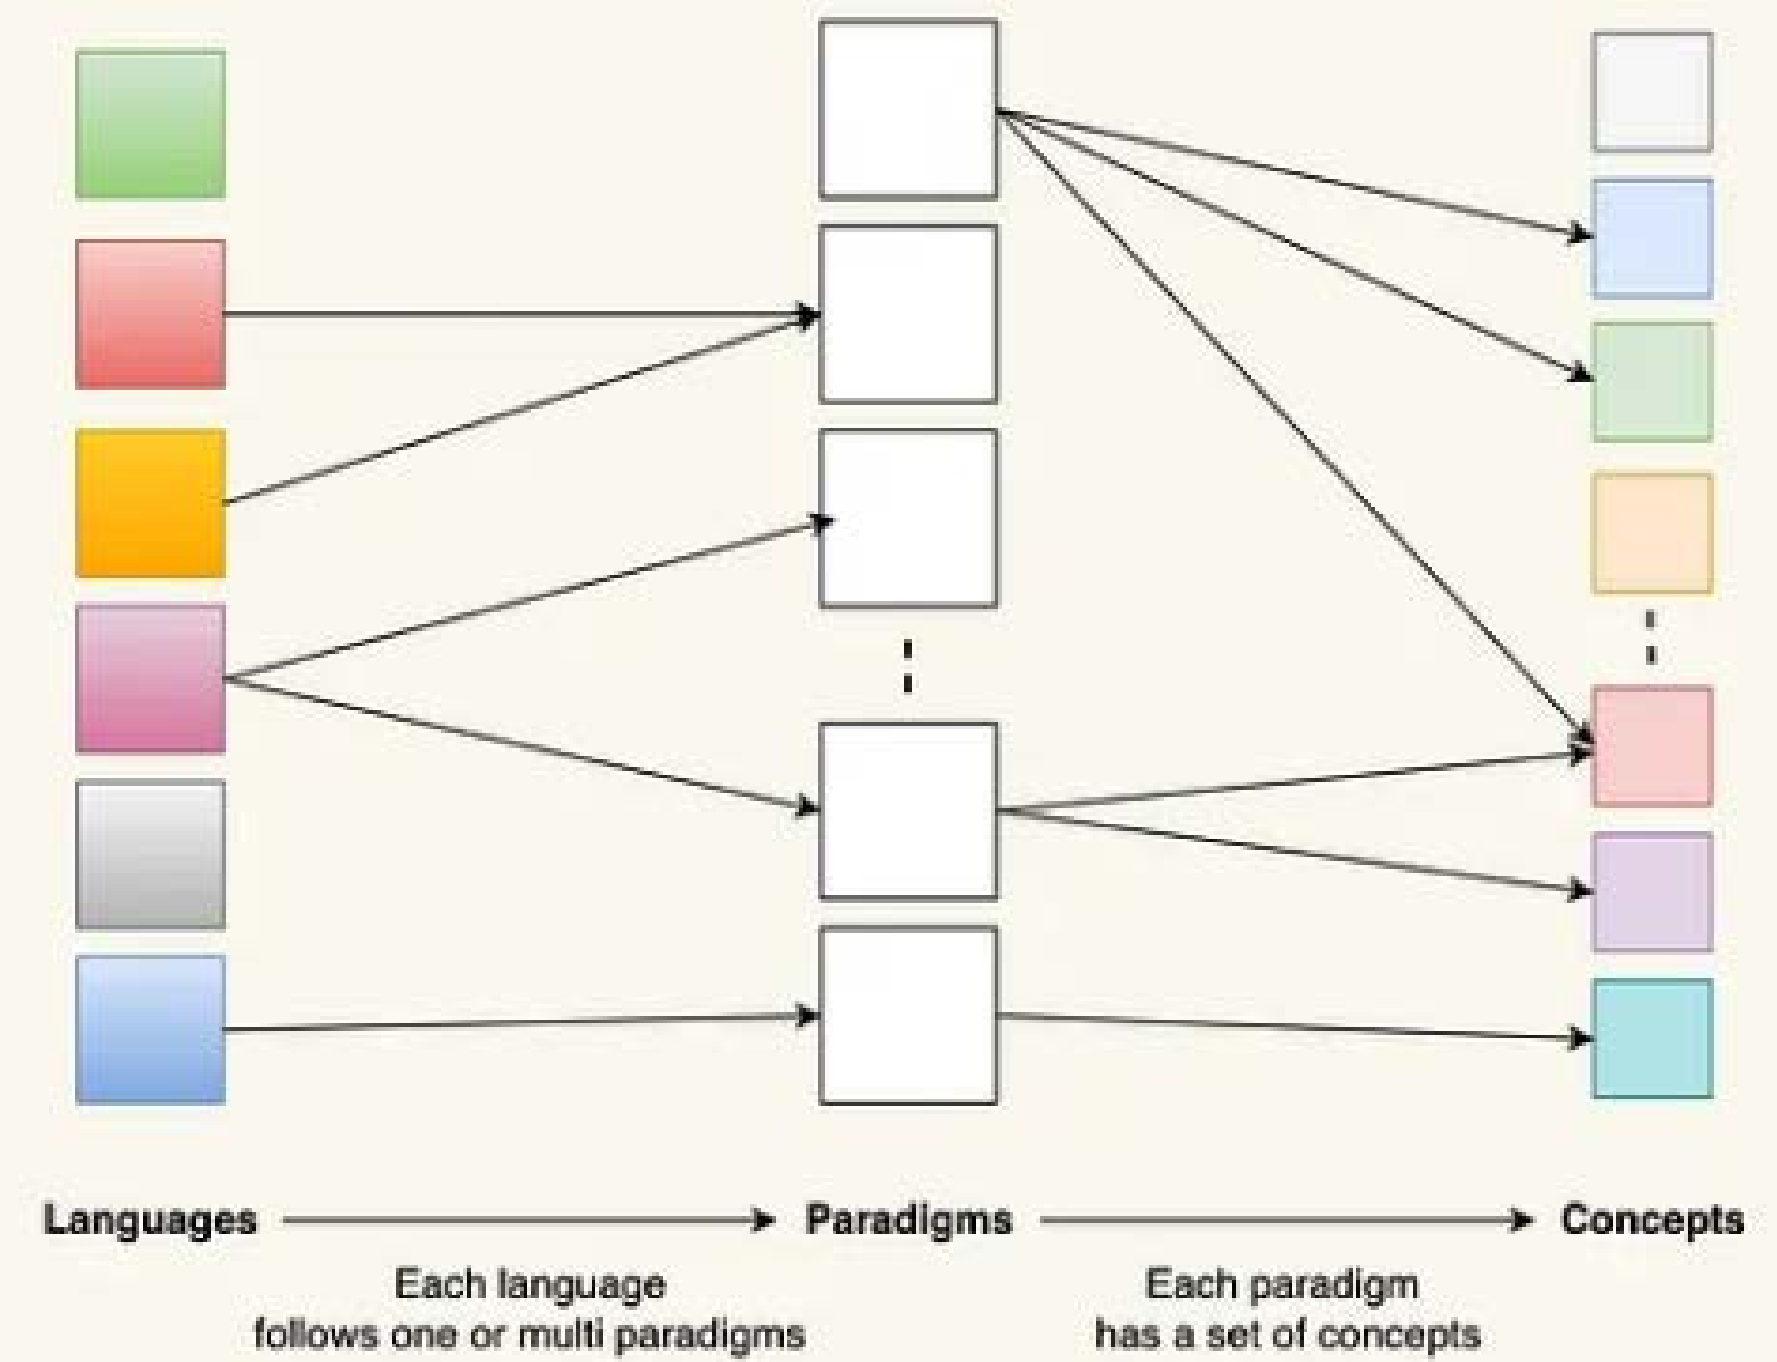 Languages
Paradigms
Concepts
Each language
follows one or multi paradigms
Each paradigm
has a set of concepts